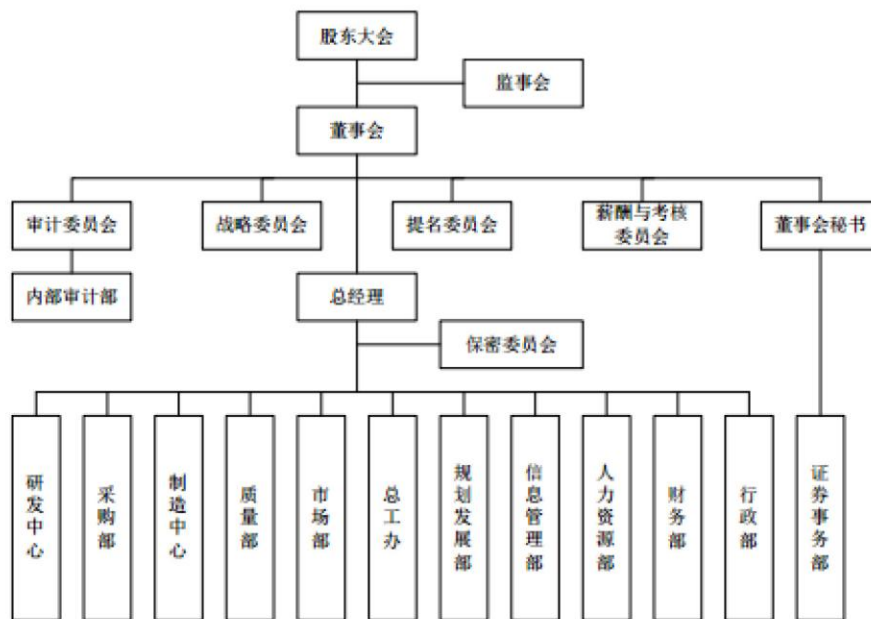 股东大会
监事会
董事会
审计委员会
战略委员会
提名委员会
薪酬与考核
委员会
董事会秘书
内部审计部
总经理
保密委员会
研发中心
采购部
制造中心
质量部
市场部
总工办
规划发展部
信息管理部
人力资源部
财务部
行政部
证券事务部